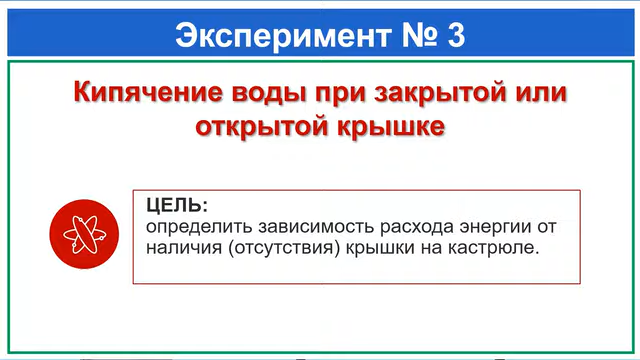 Эксперимент № 3
Кипячение воды при закрытой или
открытой крышке
ЦЕЛЬ:
определить зависимость расхода энергии от
наличия (отсутствия) крышки на кастрюле.